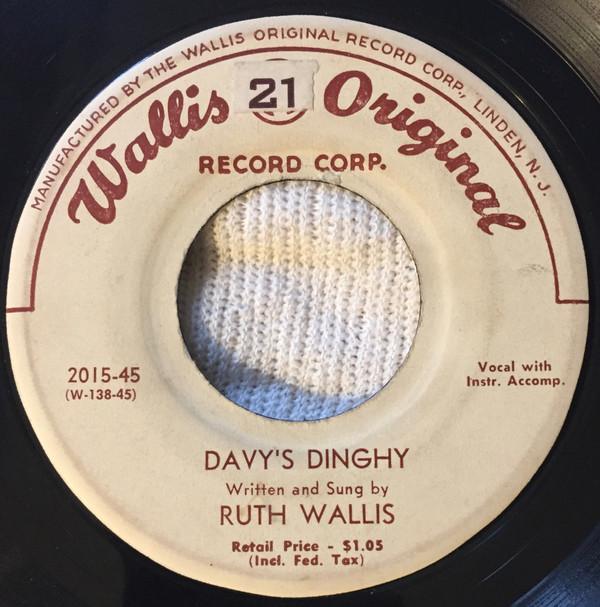 MANUFACTURED BY THE WALLIS ORIGINAL RECORD CORP., LINDEN, N. J.
Wallis 21 Original
RECORD CORP.
2015-45
(W-138-45)
Vocal with
Instr. Accomp.
DAVY'S DINGHY
Written and Sung by
RUTH WALLIS
Retail Price - $1.05
(Incl. Fed. Tax)